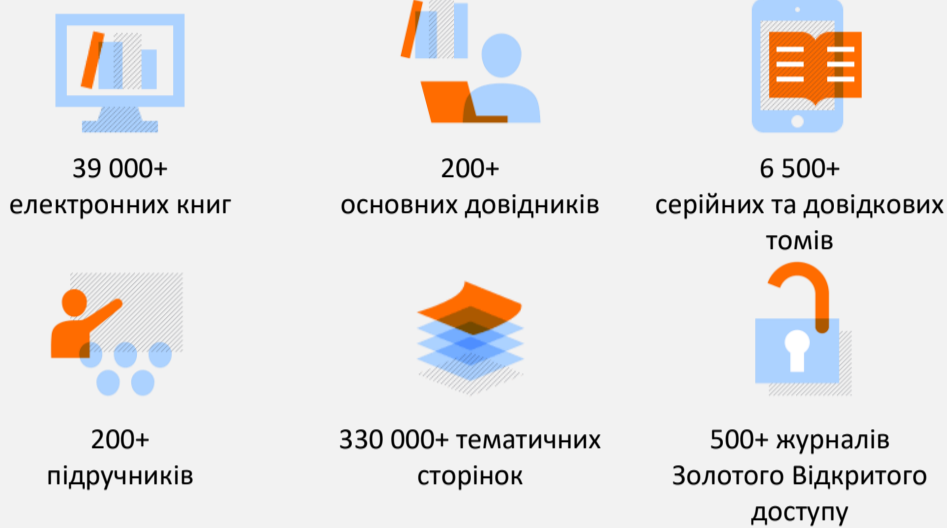 39 000+
електронних книг
200+
основних довідників
6 500+
серійних та довідкових
томів
200+
підручників
330 000+ тематичних
сторінок
500+ журналів
Золотого Відкритого
доступу